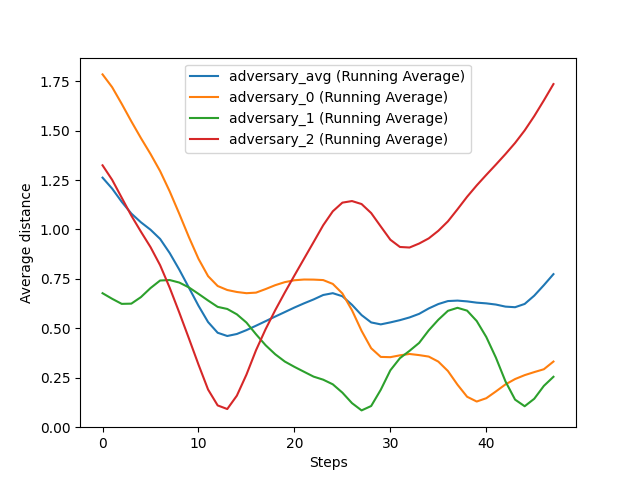 adversary_avg (Running Average)
adversary_0 (Running Average)
adversary_1 (Running Average)
adversary_2 (Running Average)
Average distance
1.75
1.50
1.25
1.00
0.75
0.50
0.25
0.00
0 10 20 30 40
Steps